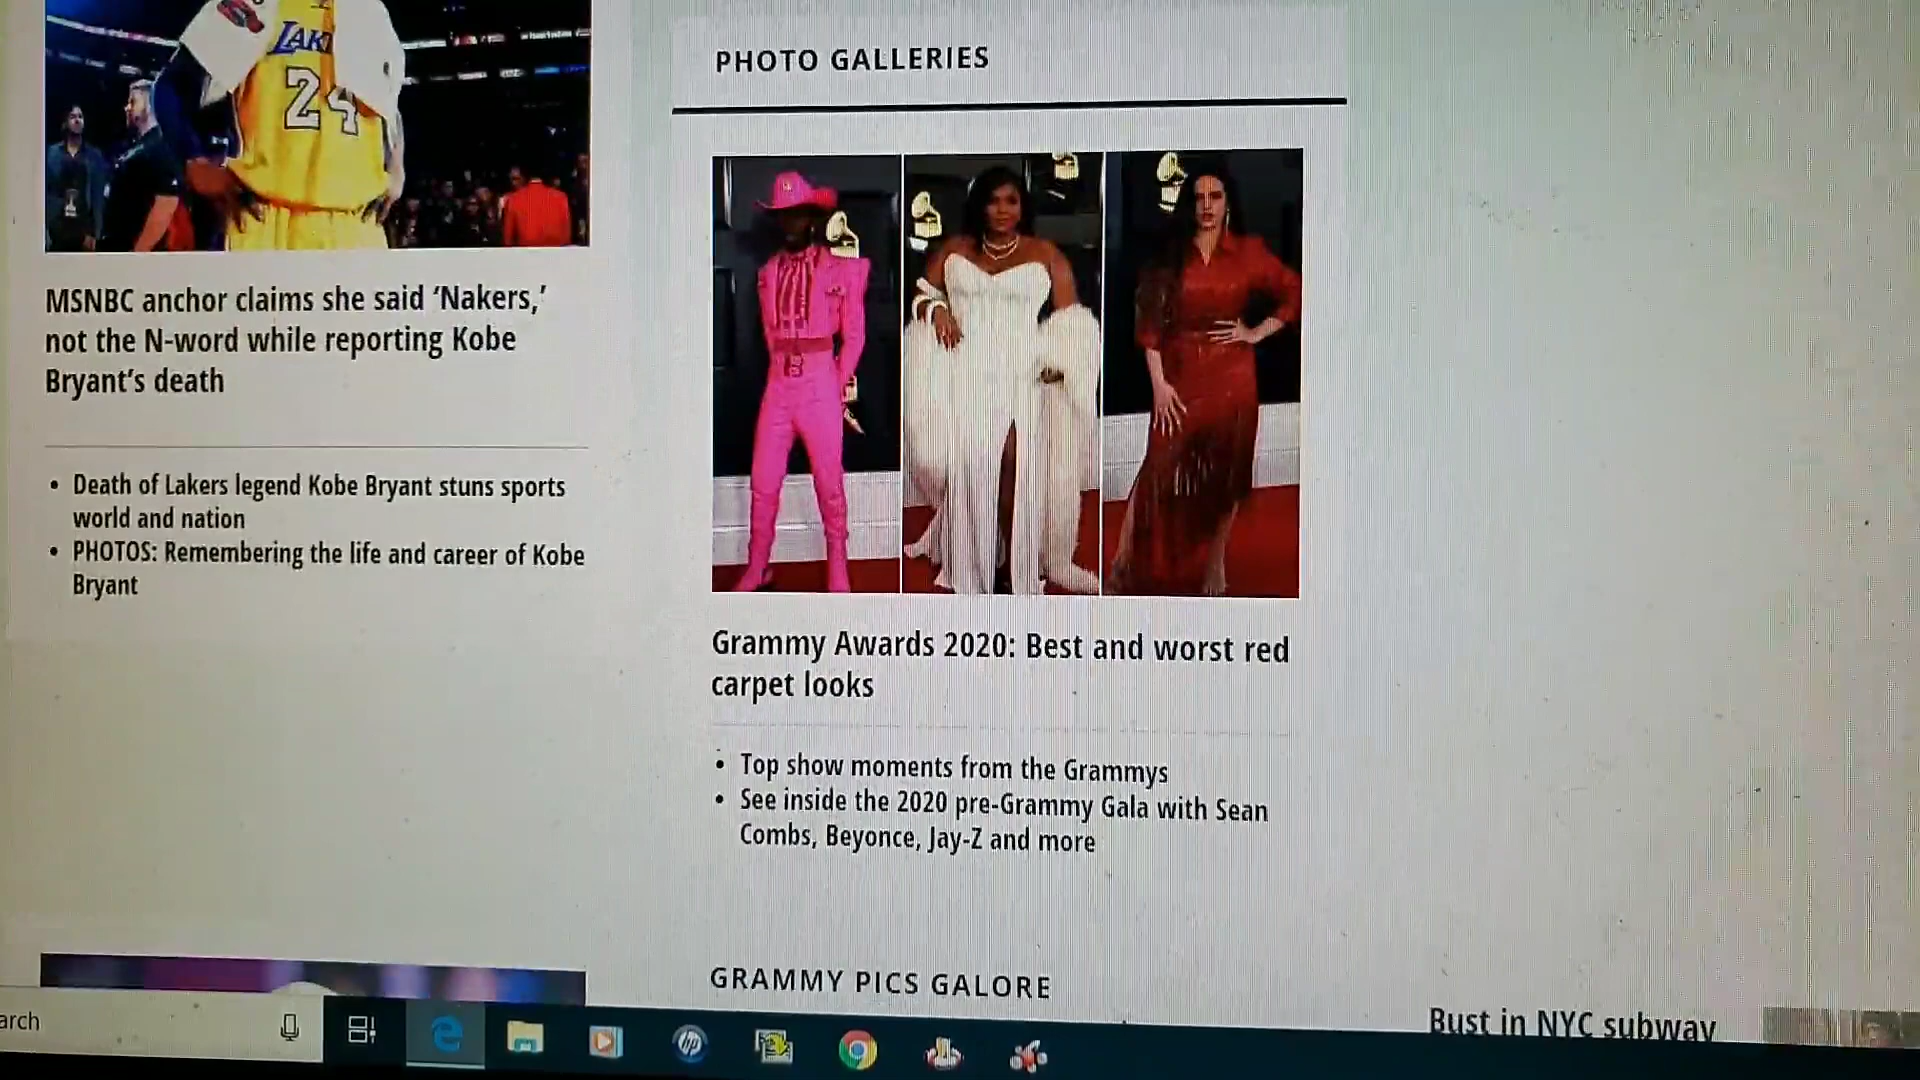 LAK
24
MSNBC anchor claims she said ‘Nakers,’
not the N-word while reporting Kobe
Bryant’s death
• Death of Lakers legend Kobe Bryant stuns sports
world and nation
• PHOTOS: Remembering the life and career of Kobe
Bryant
PHOTO GALLERIES
Grammy Awards 2020: Best and worst red
carpet looks
• Top show moments from the Grammys
• See inside the 2020 pre-Grammy Gala with Sean
Combs, Beyonce, Jay-Z and more
GRAMMY PICS GALORE
Bust in NYC subway
arch
hp